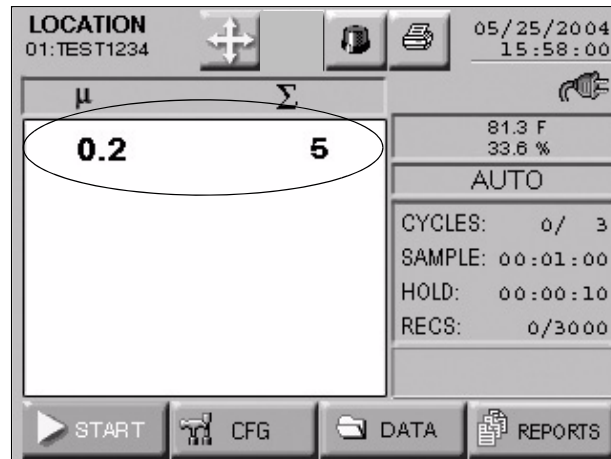 LOCATION
01:TEST1234
05/25/2004
15:58:00
μ Σ
0.2 5
81.3 F
33.6 %
AUTO
CYCLES: 0/ 3
SAMPLE: 00:01:00
HOLD: 00:00:10
RECS: 0/3000
START CFG DATA REPORTS